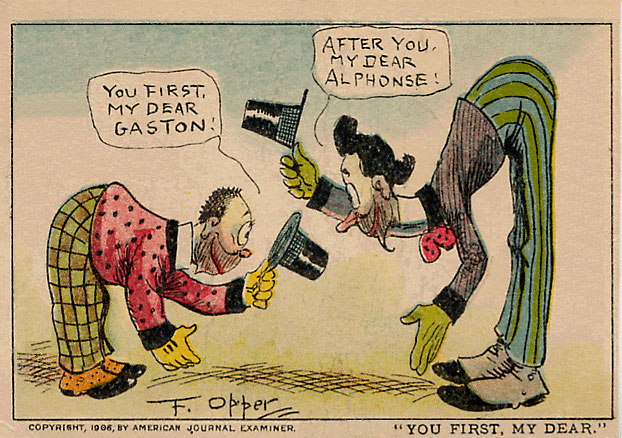 YOU FIRST,
MY DEAR
GASTON!
AFTER YOU,
MY DEAR
ALPHONSE!
F. Opper
COPYRIGHT, 1906, BY AMERICAN JOURNAL EXAMINER.
"YOU FIRST, MY DEAR."